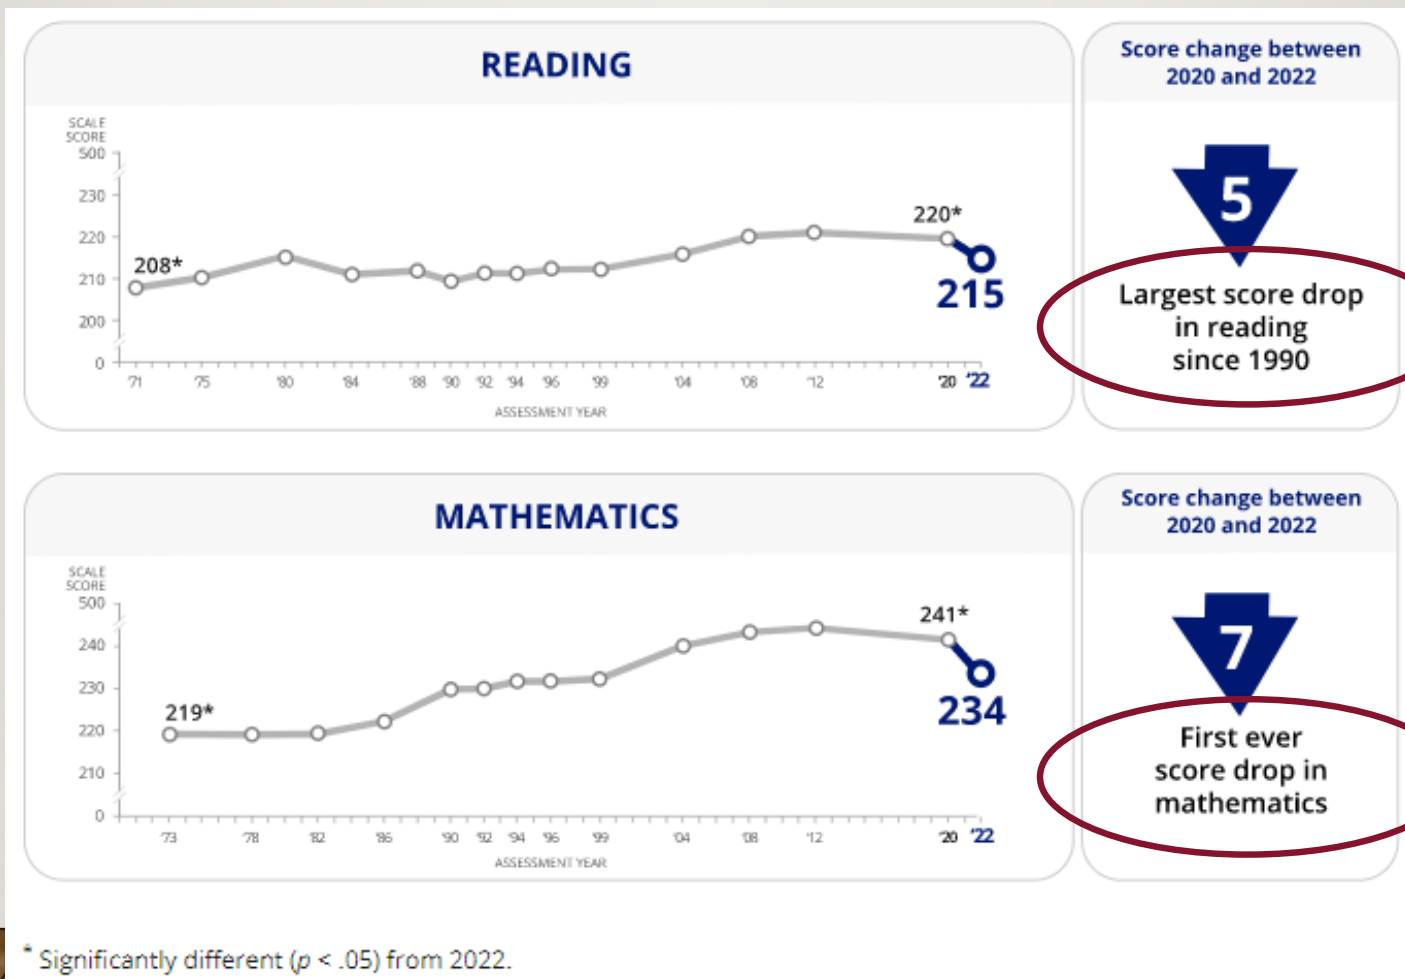 READING
SCALE
SCORE
500
230
220
210
200
0
208*
220*
215
'71 '75 '80 '84 '88 '90 '92 '94 '96 '99 '04 '08 '12 '20 '22
ASSESSMENT YEAR
Score change between
2020 and 2022
5
Largest score drop
in reading
since 1990
MATHEMATICS
SCALE
SCORE
500
240
230
220
210
0
219*
241*
234
'73 '78 '82 '86 '90 '92 '94 '96 '99 '04 '08 '12 '20 '22
ASSESSMENT YEAR
Score change between
2020 and 2022
7
First ever
score drop in
mathematics
* Significantly different (p < .05) from 2022.